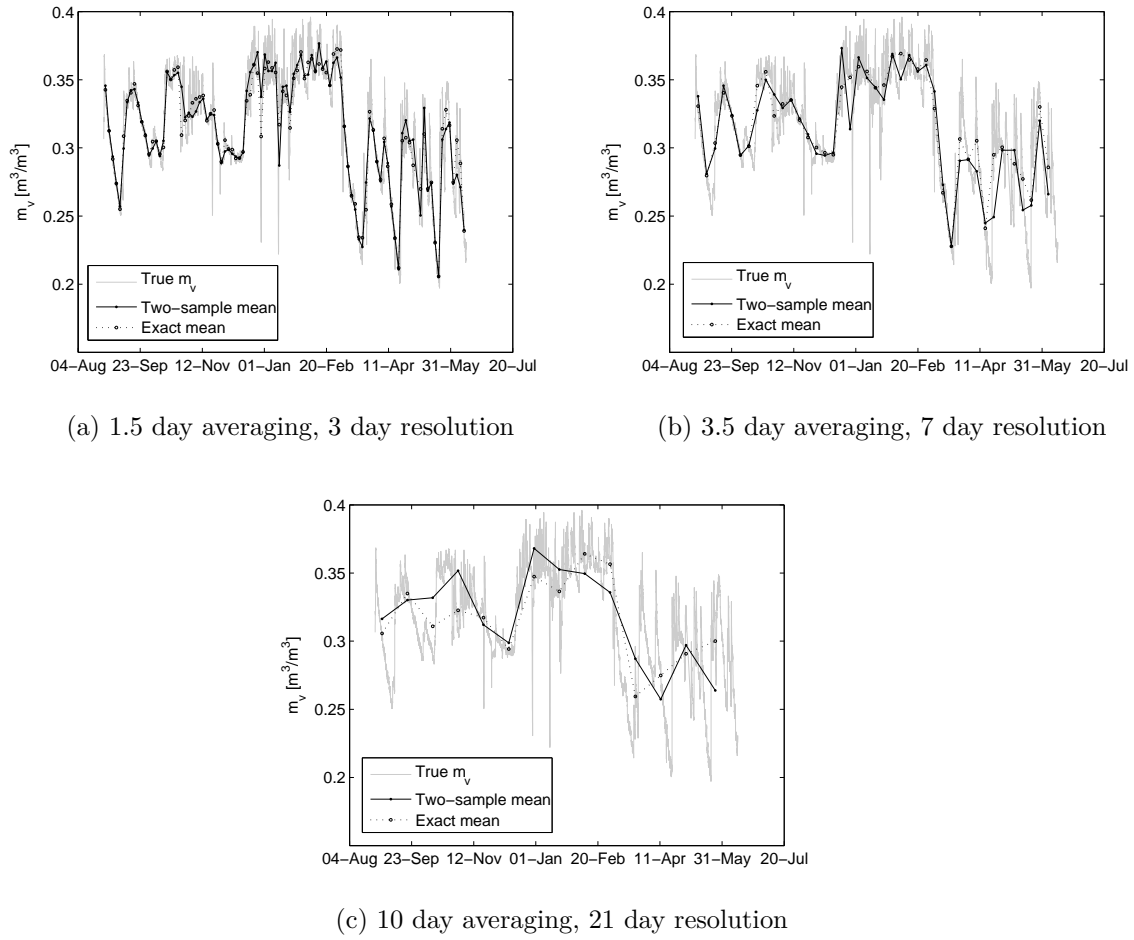 0.4
0.35
0.3
0.25
0.2
m_v [m³/m³]
True m_v
Two−sample mean
Exact mean
04−Aug 23−Sep 12−Nov 01−Jan 20−Feb 11−Apr 31−May 20−Jul
(a) 1.5 day averaging, 3 day resolution
0.4
0.35
0.3
0.25
0.2
m_v [m³/m³]
True m_v
Two−sample mean
Exact mean
04−Aug 23−Sep 12−Nov 01−Jan 20−Feb 11−Apr 31−May 20−Jul
(b) 3.5 day averaging, 7 day resolution
0.4
0.35
0.3
0.25
0.2
m_v [m³/m³]
True m_v
Two−sample mean
Exact mean
04−Aug 23−Sep 12−Nov 01−Jan 20−Feb 11−Apr 31−May 20−Jul
(c) 10 day averaging, 21 day resolution